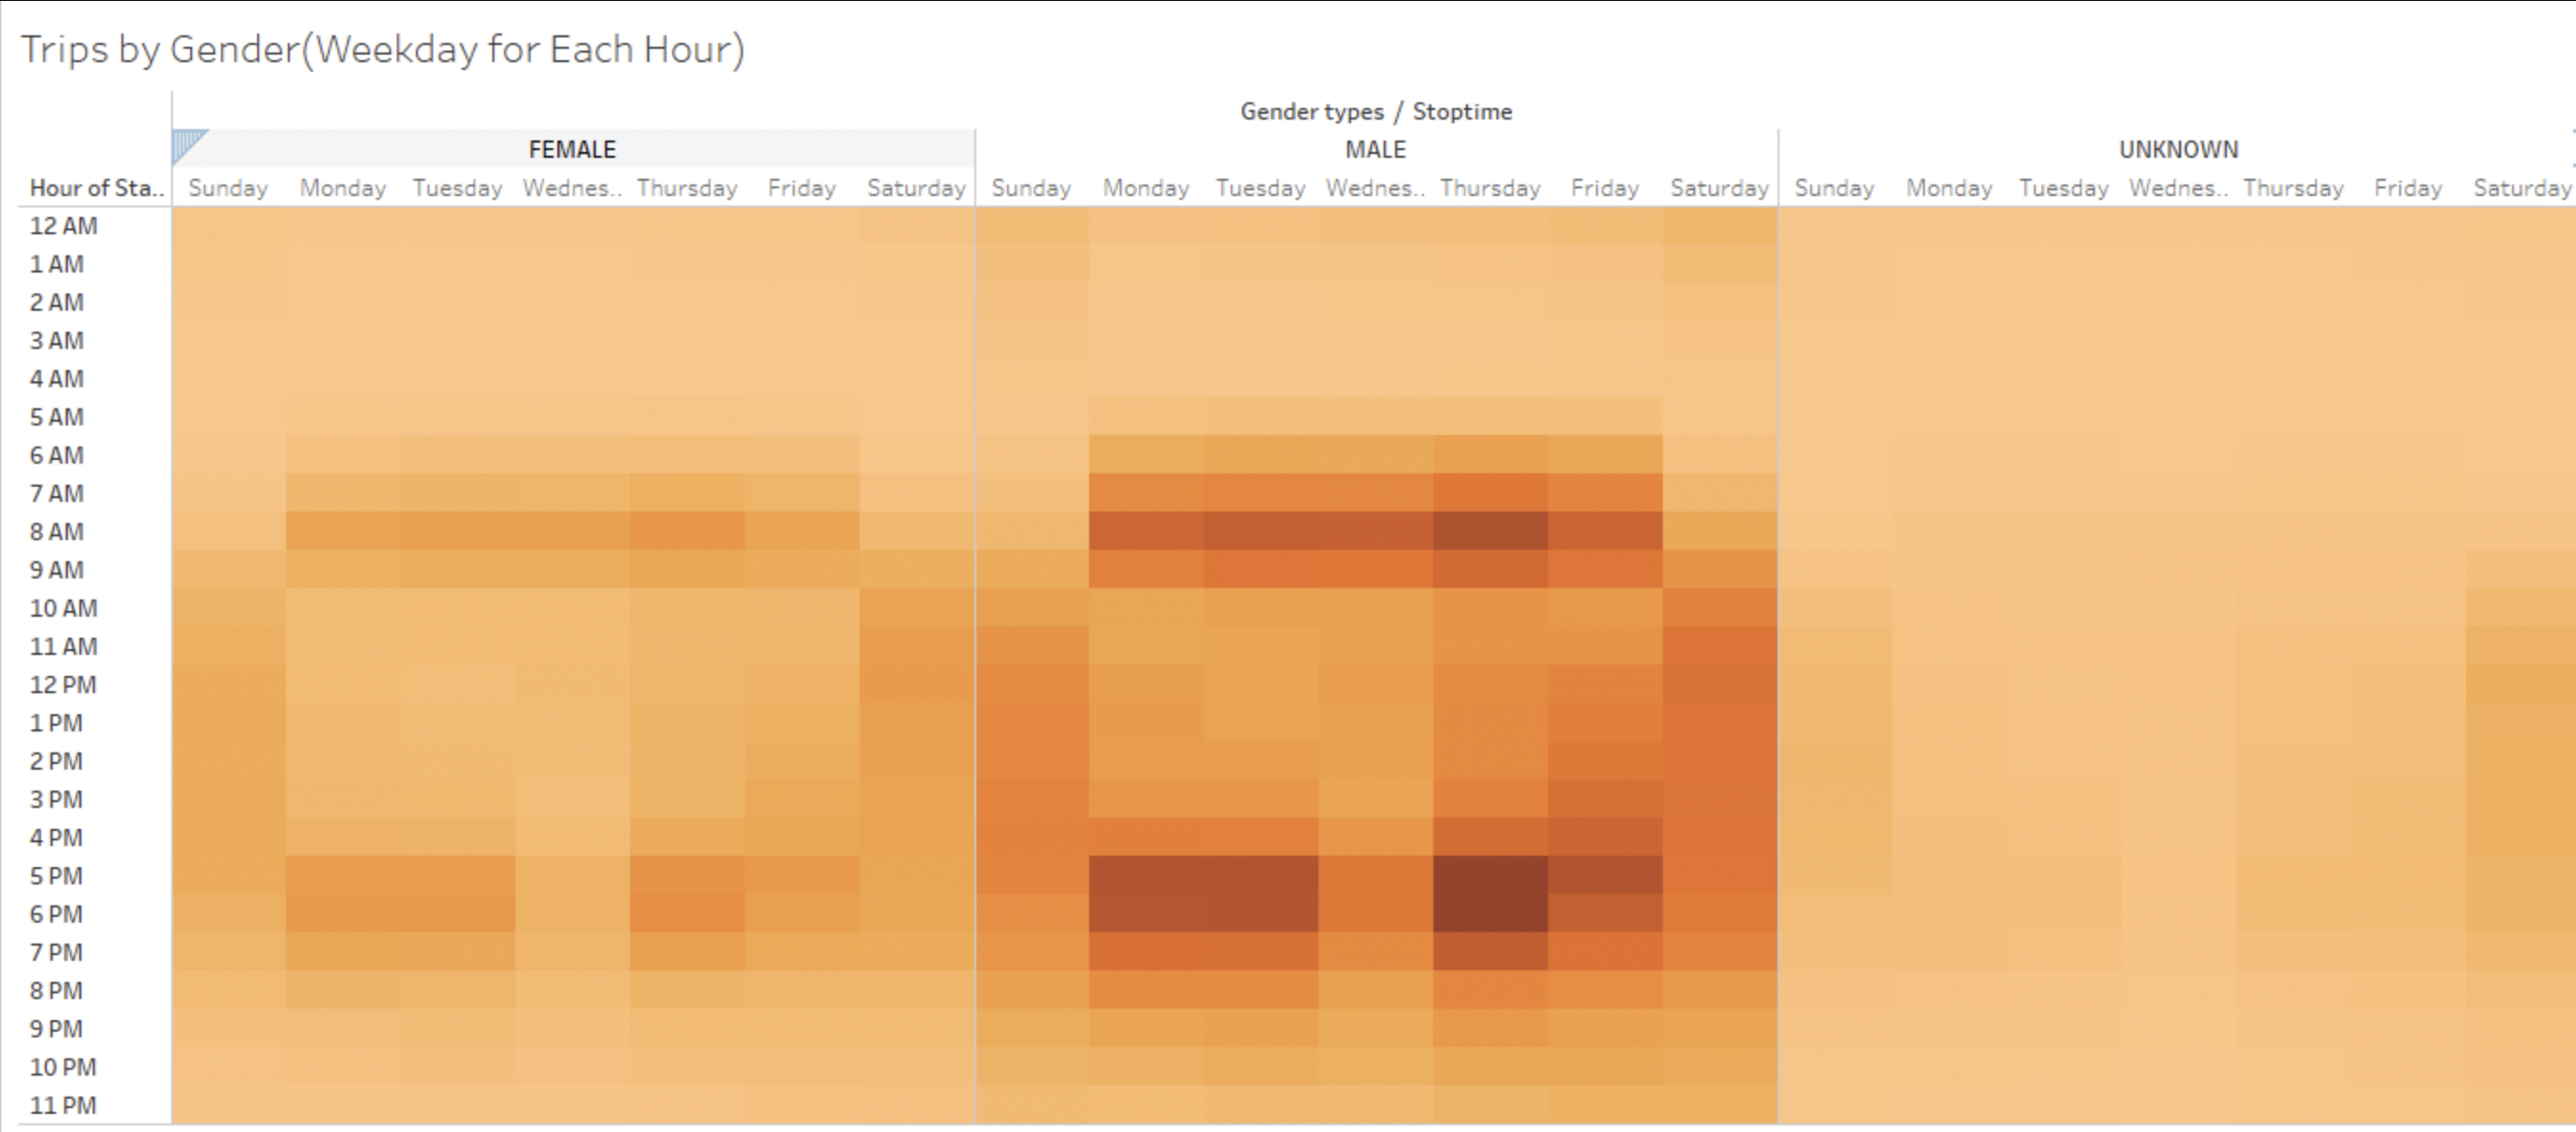 Trips by Gender(Weekday for Each Hour)
Gender types / Stoptime
FEMALE MALE UNKNOWN
Hour of Sta.. Sunday Monday Tuesday Wednes.. Thursday Friday Saturday Sunday Monday Tuesday Wednes.. Thursday Friday Saturday Sunday Monday Tuesday Wednes.. Thursday Friday Saturday
12 AM
1 AM
2 AM
3 AM
4 AM
5 AM
6 AM
7 AM
8 AM
9 AM
10 AM
11 AM
12 PM
1 PM
2 PM
3 PM
4 PM
5 PM
6 PM
7 PM
8 PM
9 PM
10 PM
11 PM